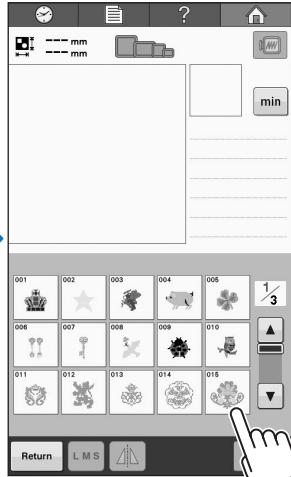 ?
--- mm
--- mm
min
001 002 003 004 005
1/3
006 007 008 009 010
011 012 013 014 015
Return L M S